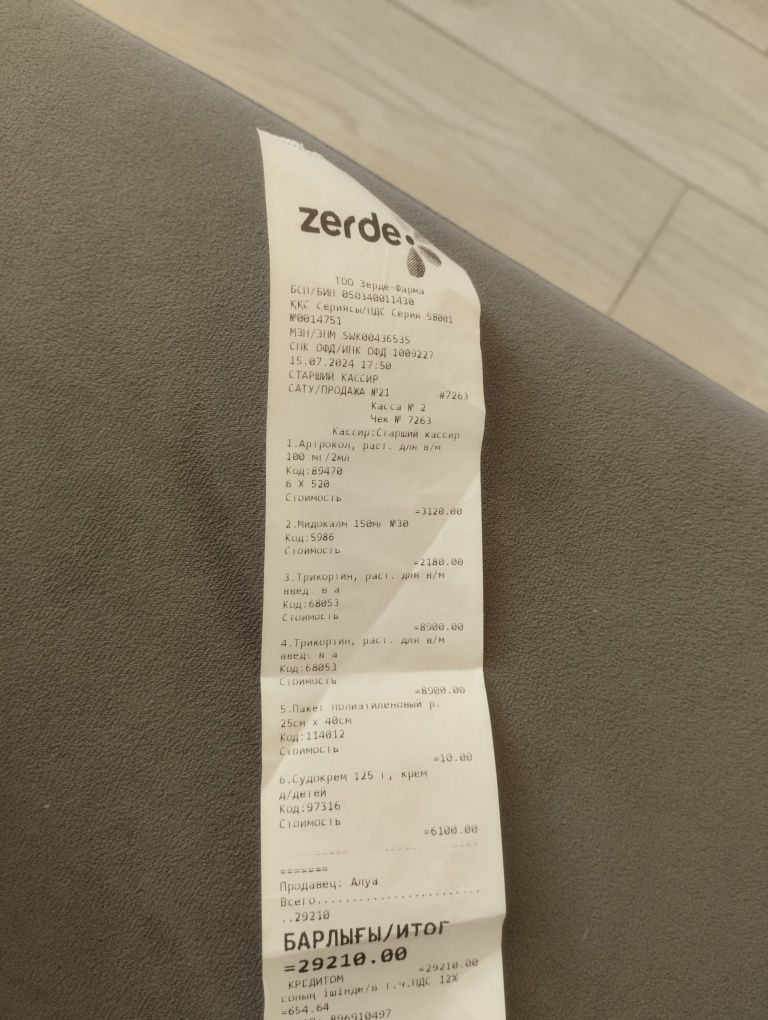 zerde
ТОО Зерде-Фарма
БСН/БИН 050340011430
ҚҚС Сериясы/НДС Серия 58001
№0014751
МЗН/ЗНМ SWK00436535
СНК ОФД/ИНК ОФД 1009227
15.07.2024 17:50
СТАРШИЙ КАССИР
САТУ/ПРОДАЖА №21 #7263
Касса № 2
Чек № 7263
Кассир:Старший кассир
1.Артрокол, раст. для в/м
100 мг/2мл
Код:89470
6 X 520
Стоимость
=3120.00
2.Мидокалм 150мг №30
Код:5986
Стоимость
=2180.00
3.Трикортин, раст. для в/м
введ. в а
Код:68053
Стоимость
=8900.00
4.Трикортин, раст. для в/м
введ. в а
Код:68053
Стоимость
=8900.00
5.Пакет полиэтиленовый р.
25см х 40см
Код:114012
Стоимость
=10.00
6.Судокрем 125 г, крем
д/детей
Код:97316
Стоимость
=6100.00
=======
Продавец: Алуа
Всего........................
..29210
БАРЛЫҒЫ/ИТОГ
=29210.00
КРЕДИТОМ =29210.00
соның ішінде/в т.ч.НДС 12%
=654.64
896910497